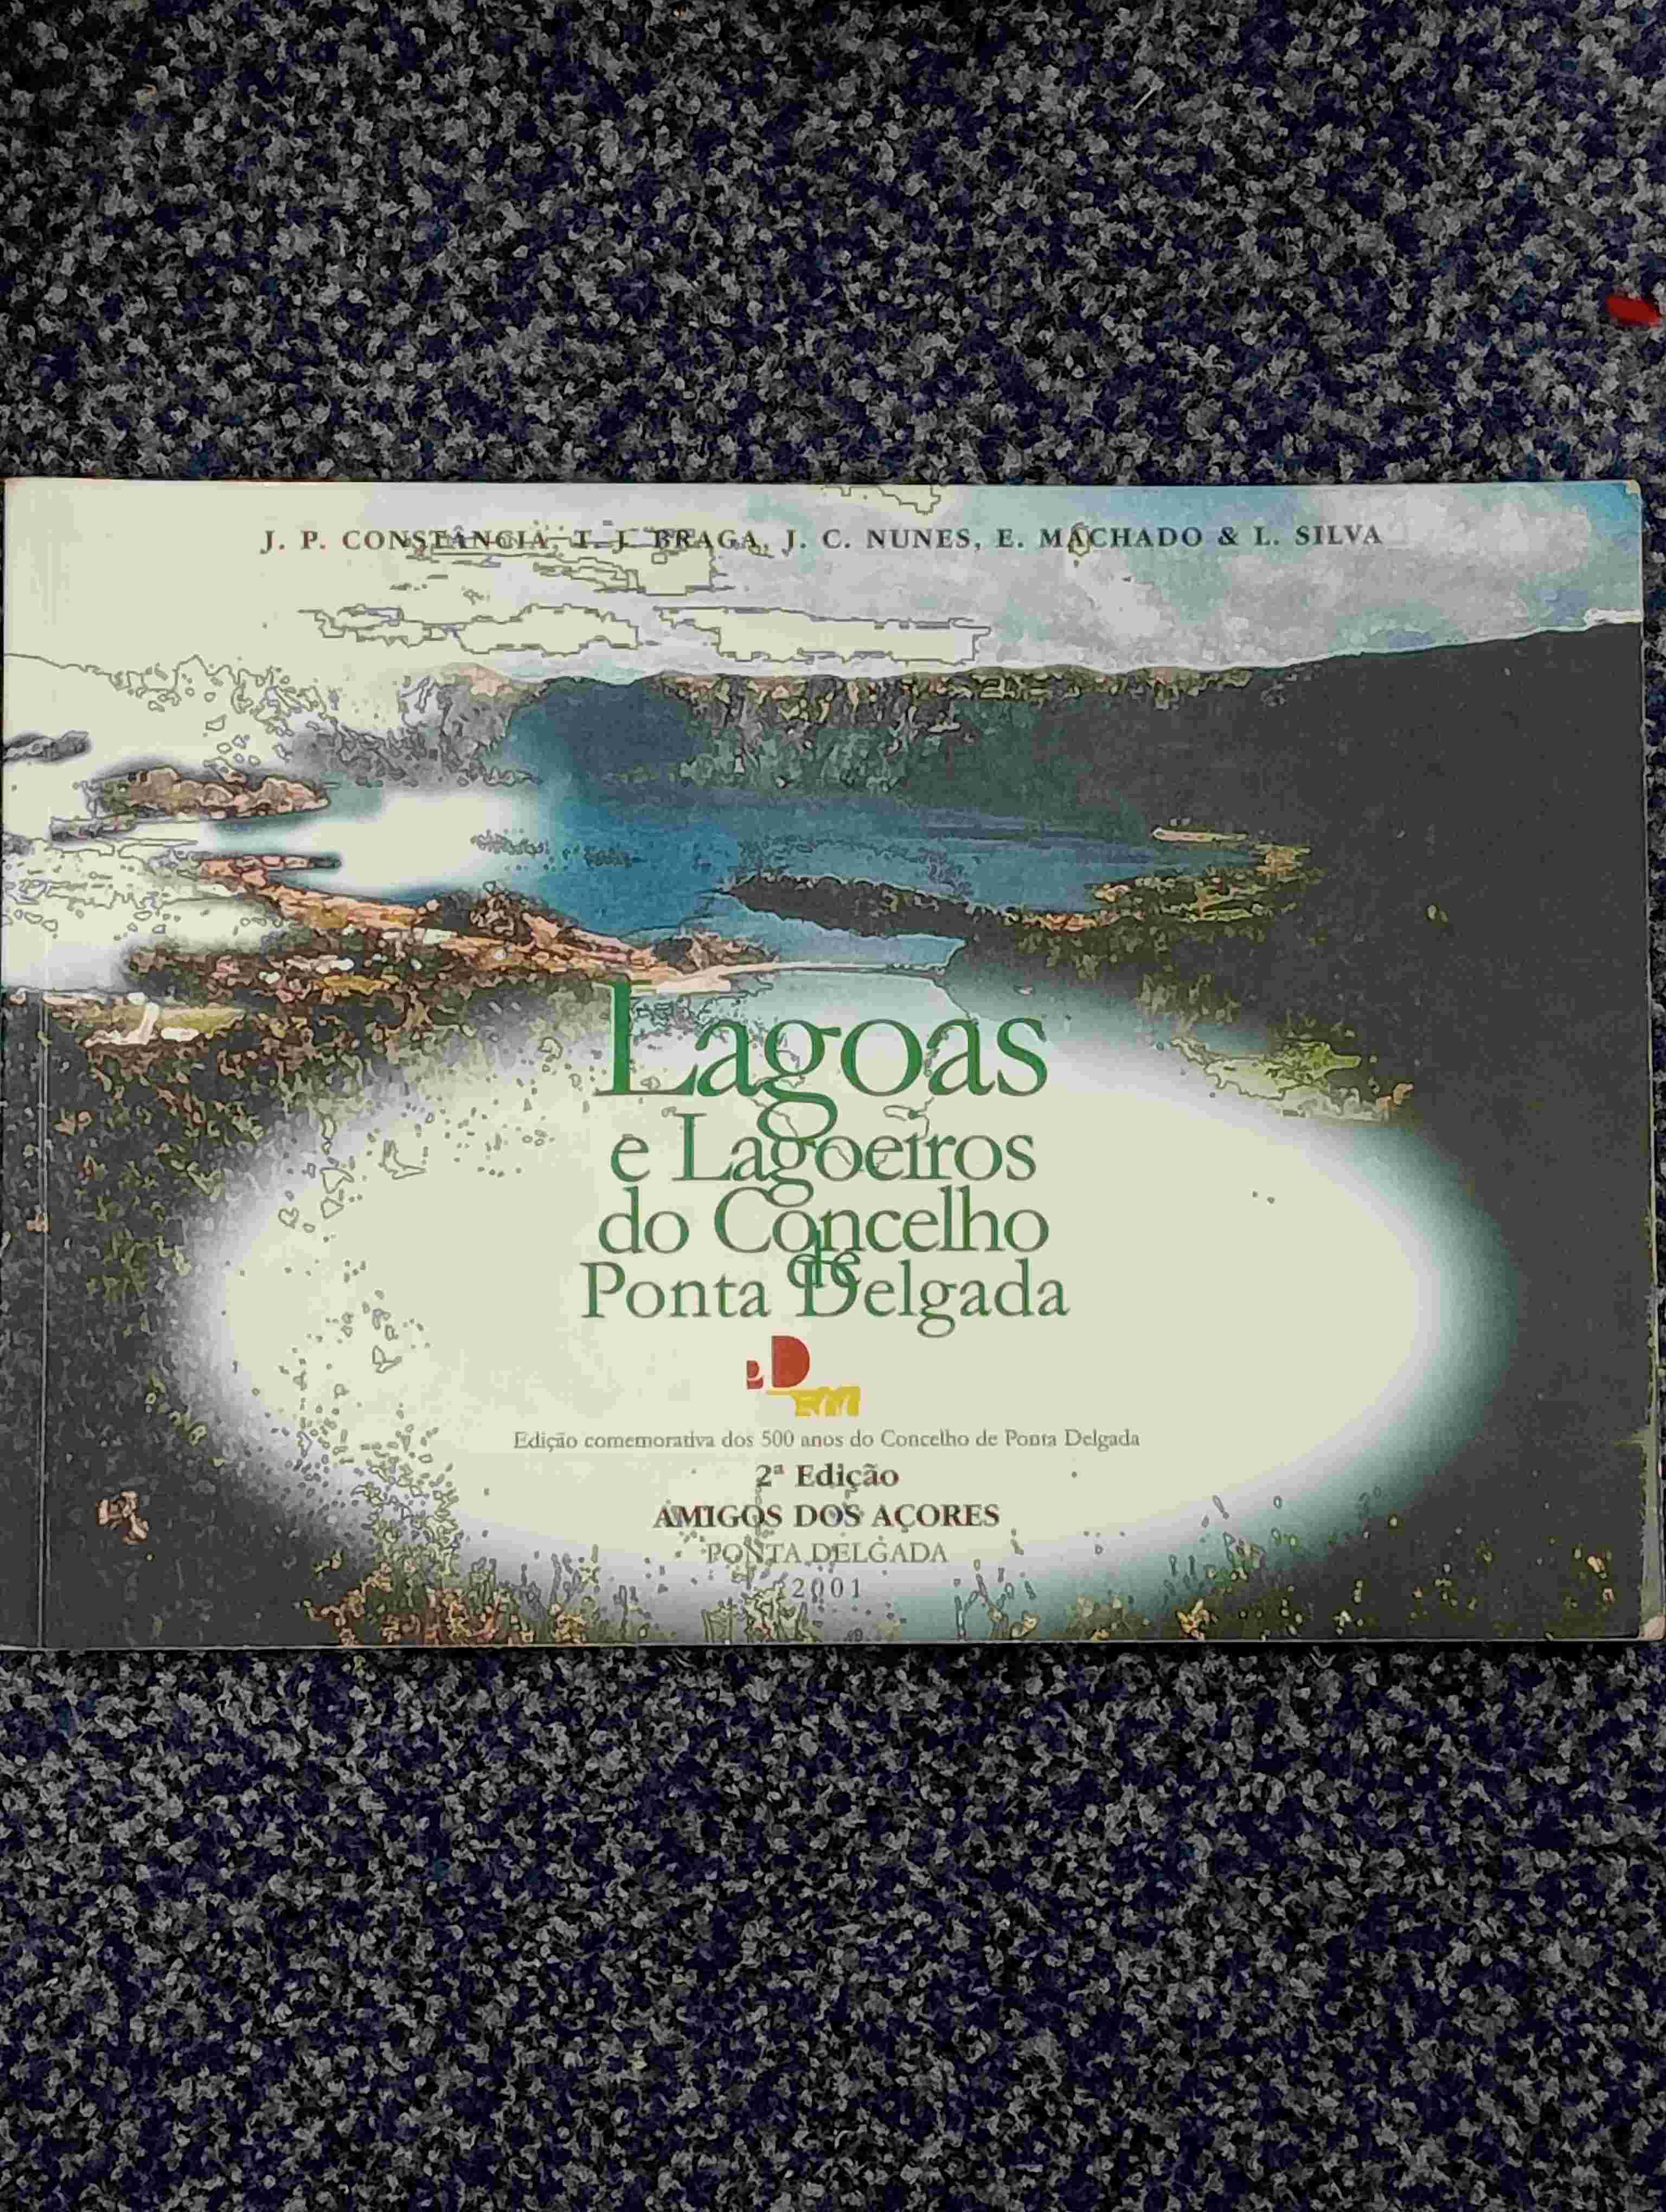 J. P. CONSTÂNCIA, T. J. BRAGA, J. C. NUNES, E. MACHADO & L. SILVA
Lagoas
e Lagoeiros
do Concelho
de
Ponta Delgada
Edição comemorativa dos 500 anos do Concelho de Ponta Delgada
2ª Edição
AMIGOS DOS AÇORES
PONTA DELGADA
2001